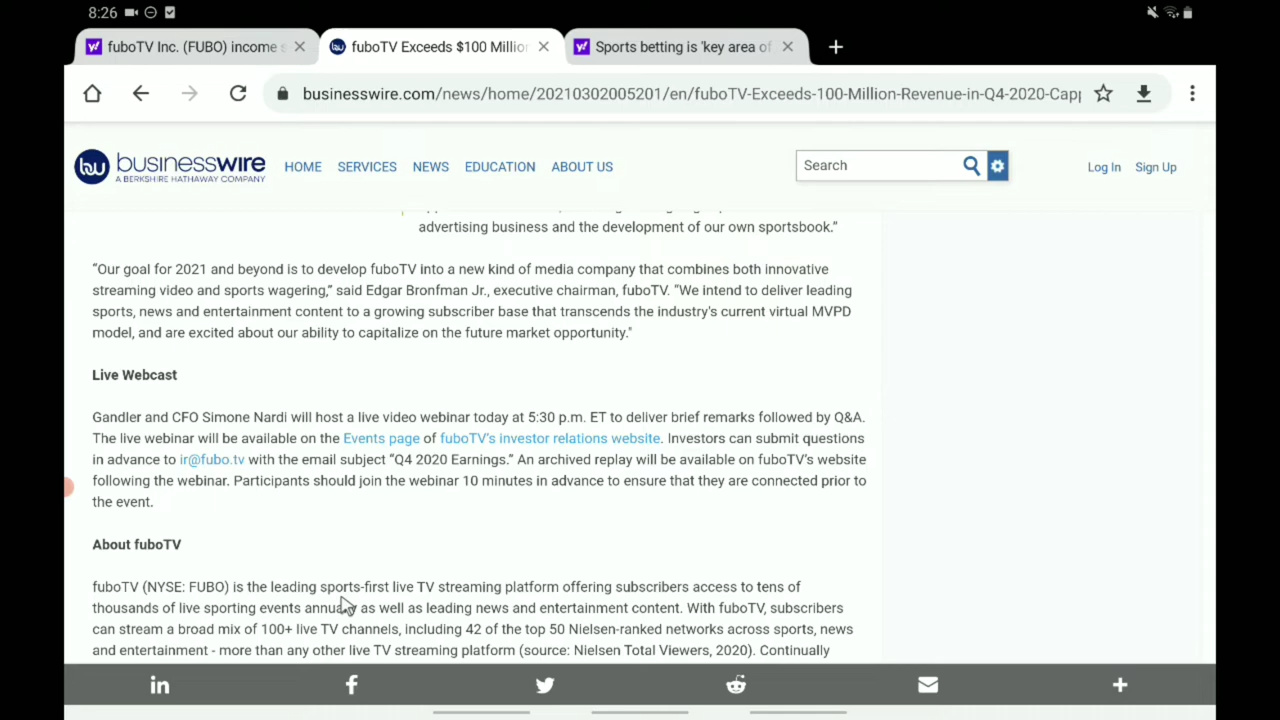 8:26
fuboTV Inc. (FUBO) income s
fuboTV Exceeds $100 Million
Sports betting is 'key area of
businesswire.com/news/home/20210302005201/en/fuboTV-Exceeds-100-Million-Revenue-in-Q4-2020-Capp
bw businesswire
A BERKSHIRE HATHAWAY COMPANY
HOME SERVICES NEWS EDUCATION ABOUT US
Search
Log In Sign Up
advertising business and the development of our own sportsbook.”
“Our goal for 2021 and beyond is to develop fuboTV into a new kind of media company that combines both innovative
streaming video and sports wagering,” said Edgar Bronfman Jr., executive chairman, fuboTV. “We intend to deliver leading
sports, news and entertainment content to a growing subscriber base that transcends the industry's current virtual MVPD
model, and are excited about our ability to capitalize on the future market opportunity."
Live Webcast
Gandler and CFO Simone Nardi will host a live video webinar today at 5:30 p.m. ET to deliver brief remarks followed by Q&A.
The live webinar will be available on the Events page of fuboTV’s investor relations website. Investors can submit questions
in advance to ir@fubo.tv with the email subject “Q4 2020 Earnings.” An archived replay will be available on fuboTV’s website
following the webinar. Participants should join the webinar 10 minutes in advance to ensure that they are connected prior to
the event.
About fuboTV
fuboTV (NYSE: FUBO) is the leading sports-first live TV streaming platform offering subscribers access to tens of
thousands of live sporting events annually as well as leading news and entertainment content. With fuboTV, subscribers
can stream a broad mix of 100+ live TV channels, including 42 of the top 50 Nielsen-ranked networks across sports, news
and entertainment - more than any other live TV streaming platform (source: Nielsen Total Viewers, 2020). Continually